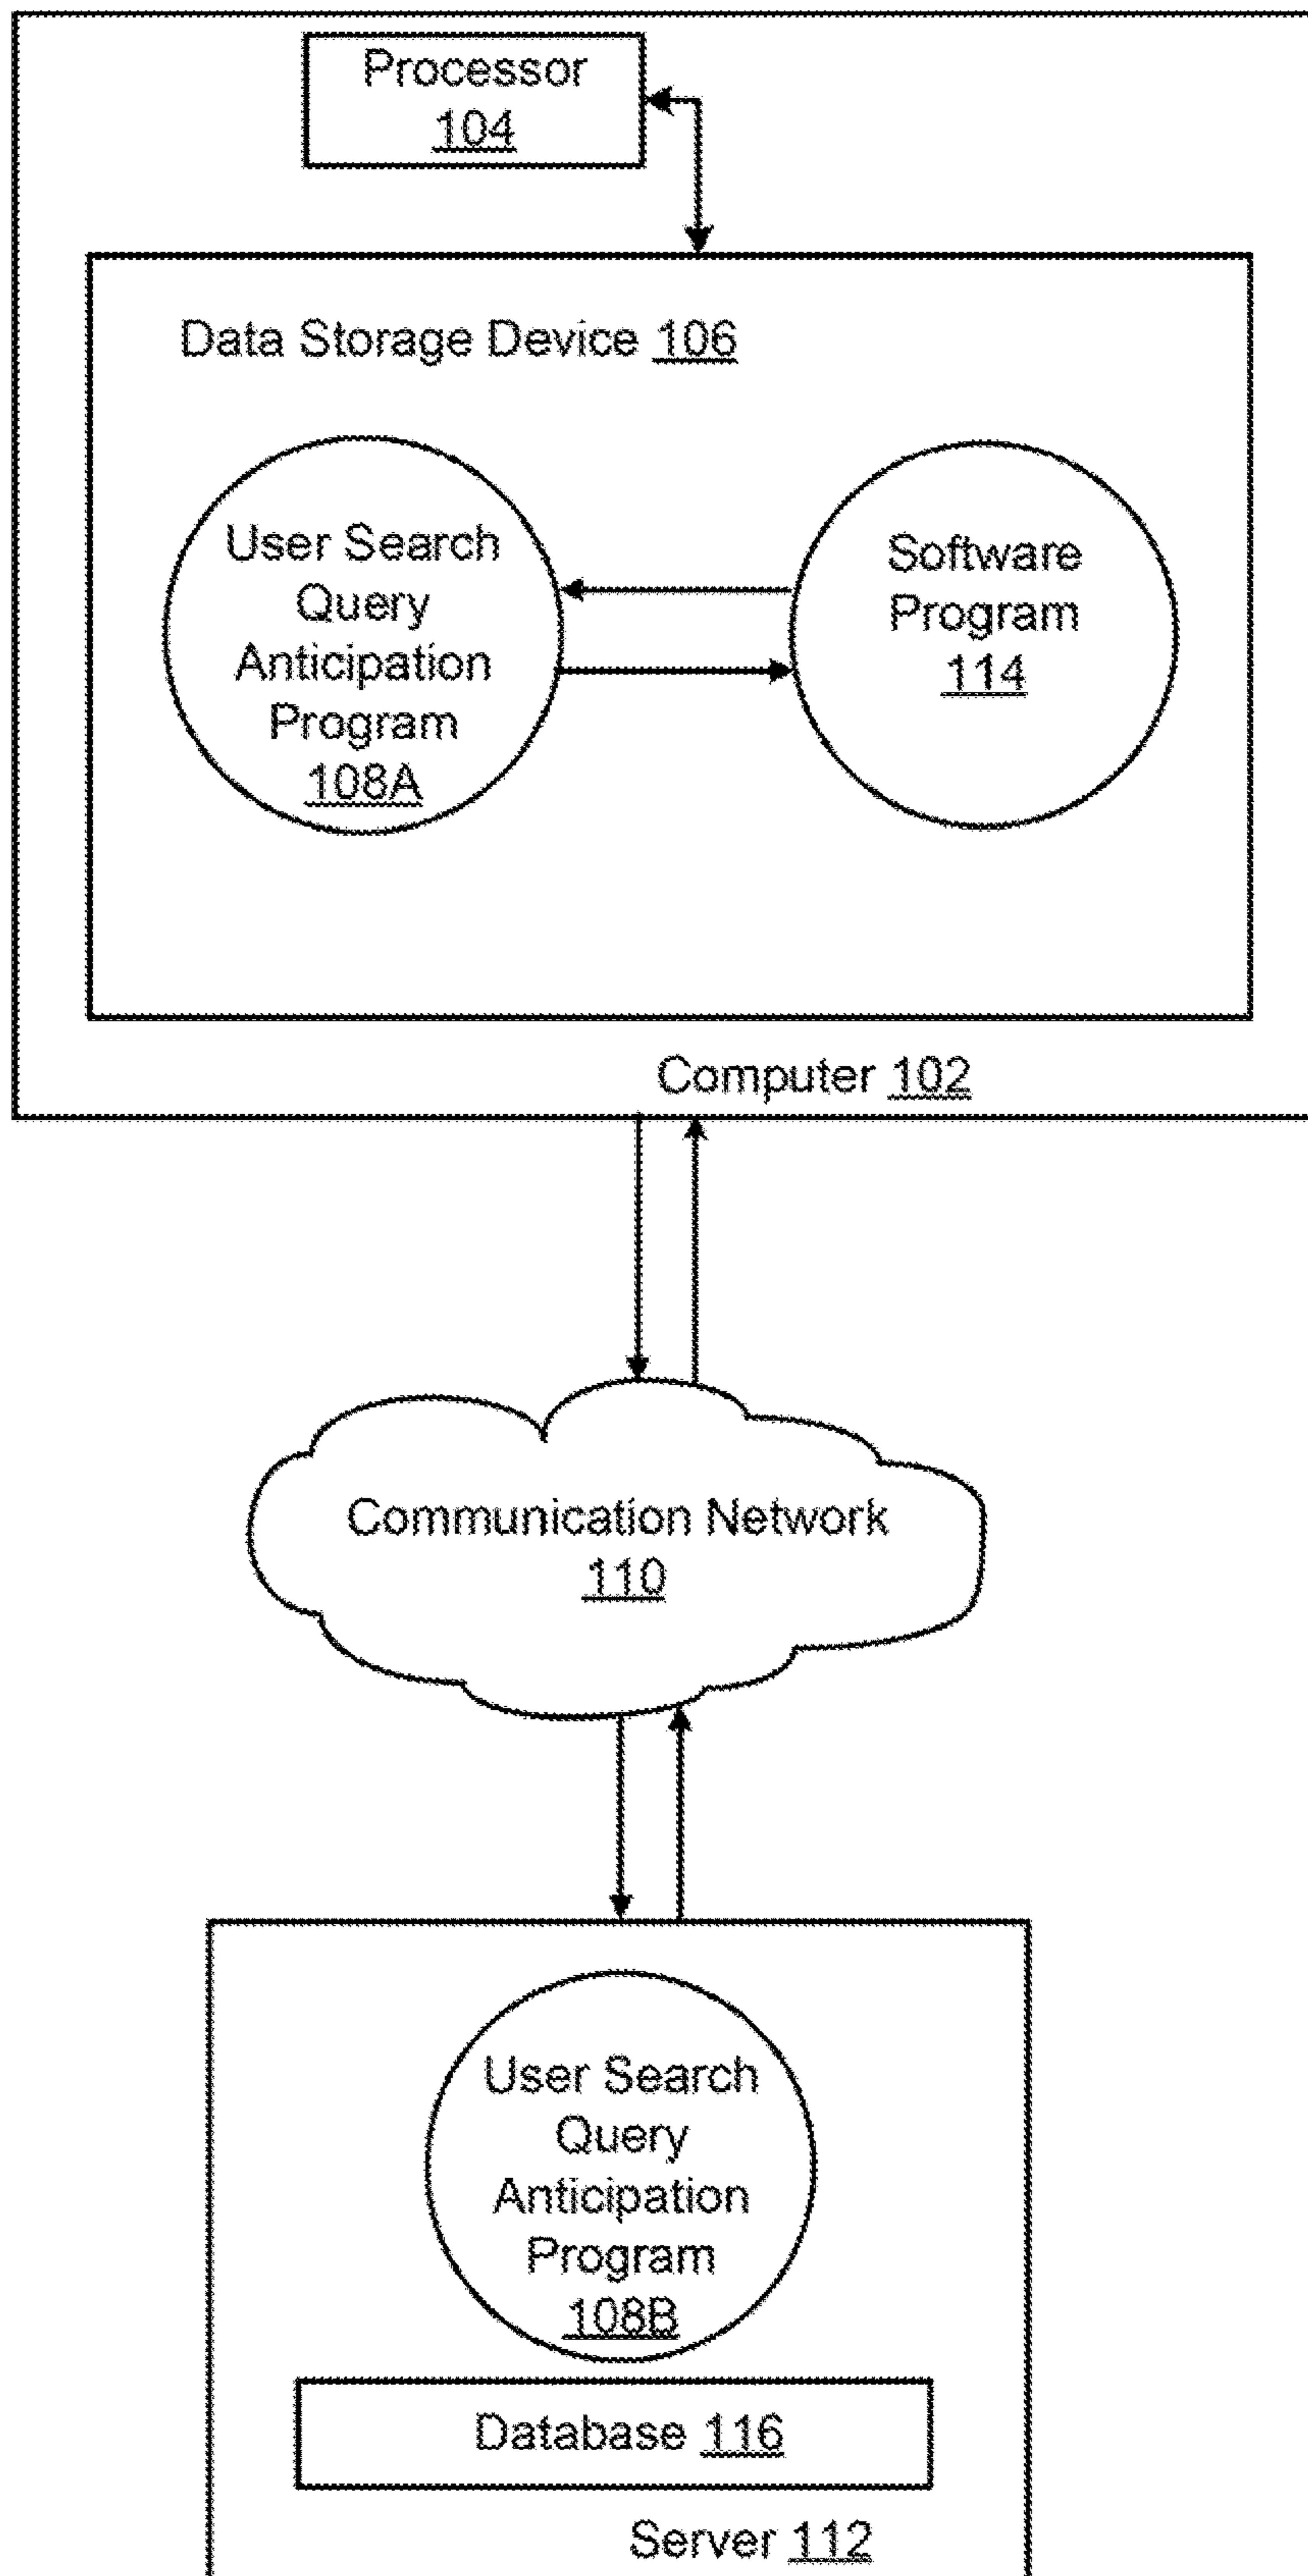 Processor
104
Data Storage Device 106
User Search
Query
Anticipation
Program
108A
Software
Program
114
Computer 102
Communication Network
110
User Search
Query
Anticipation
Program
108B
Database 116
Server 112